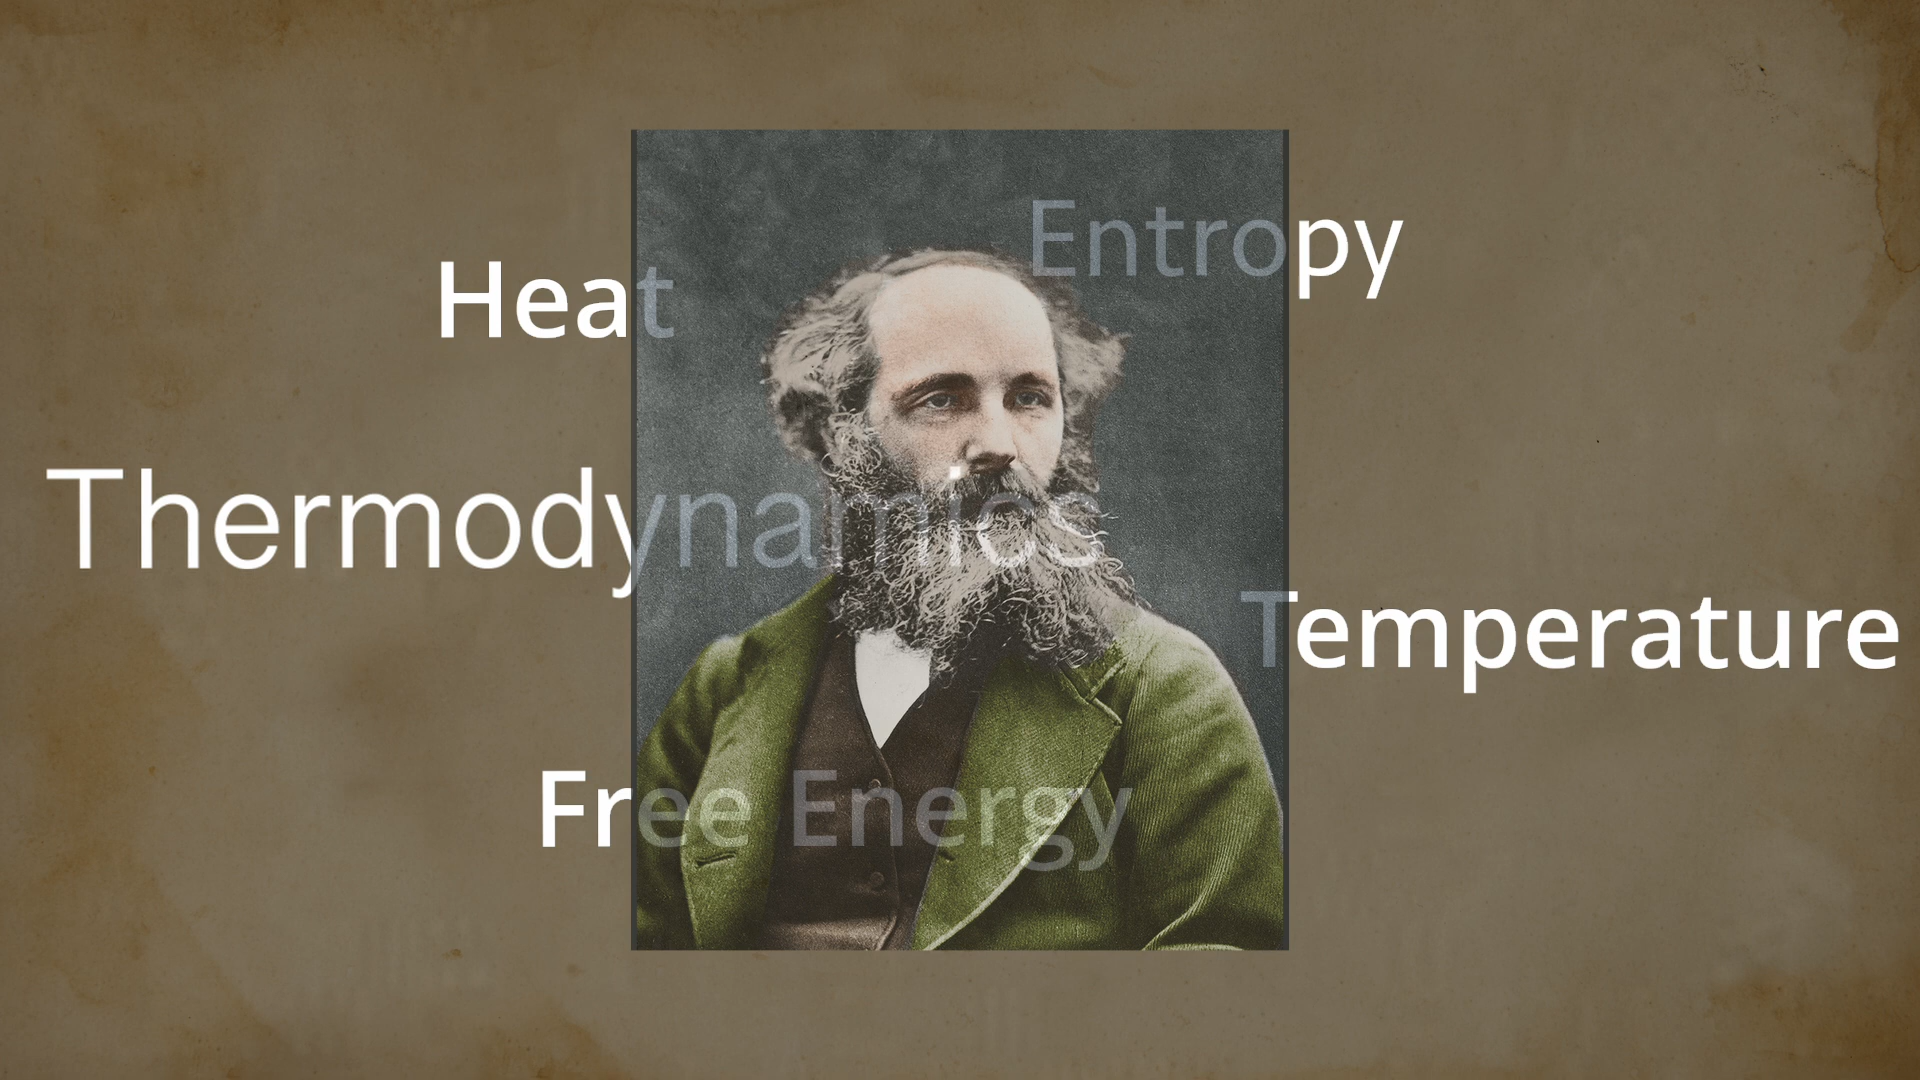 Entropy
Heat
Thermodynamics
Temperature
Free Energy